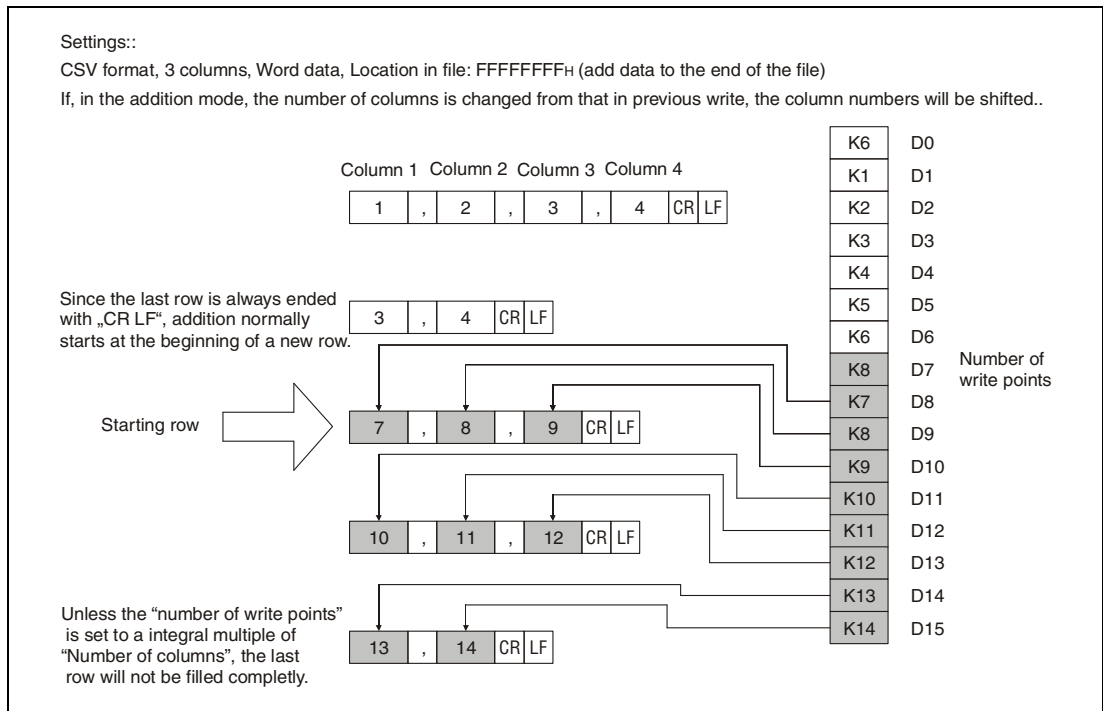 Settings::
CSV format, 3 columns, Word data, Location in file: FFFFFFFFH (add data to the end of the file)
If, in the addition mode, the number of columns is changed from that in previous write, the column numbers will be shifted..
Column 1 Column 2 Column 3 Column 4
1 , 2 , 3 , 4 CR LF
Since the last row is always ended
with „CR LF“, addition normally
starts at the beginning of a new row.
3 , 4 CR LF
Starting row
7 , 8 , 9 CR LF
10 , 11 , 12 CR LF
Unless the “number of write points”
is set to a integral multiple of
“Number of columns”, the last
row will not be filled completly.
13 , 14 CR LF
K6 D0
K1 D1
K2 D2
K3 D3
K4 D4
K5 D5
K6 D6
K8 D7
Number of
write points
K7 D8
K8 D9
K9 D10
K10 D11
K11 D12
K12 D13
K13 D14
K14 D15